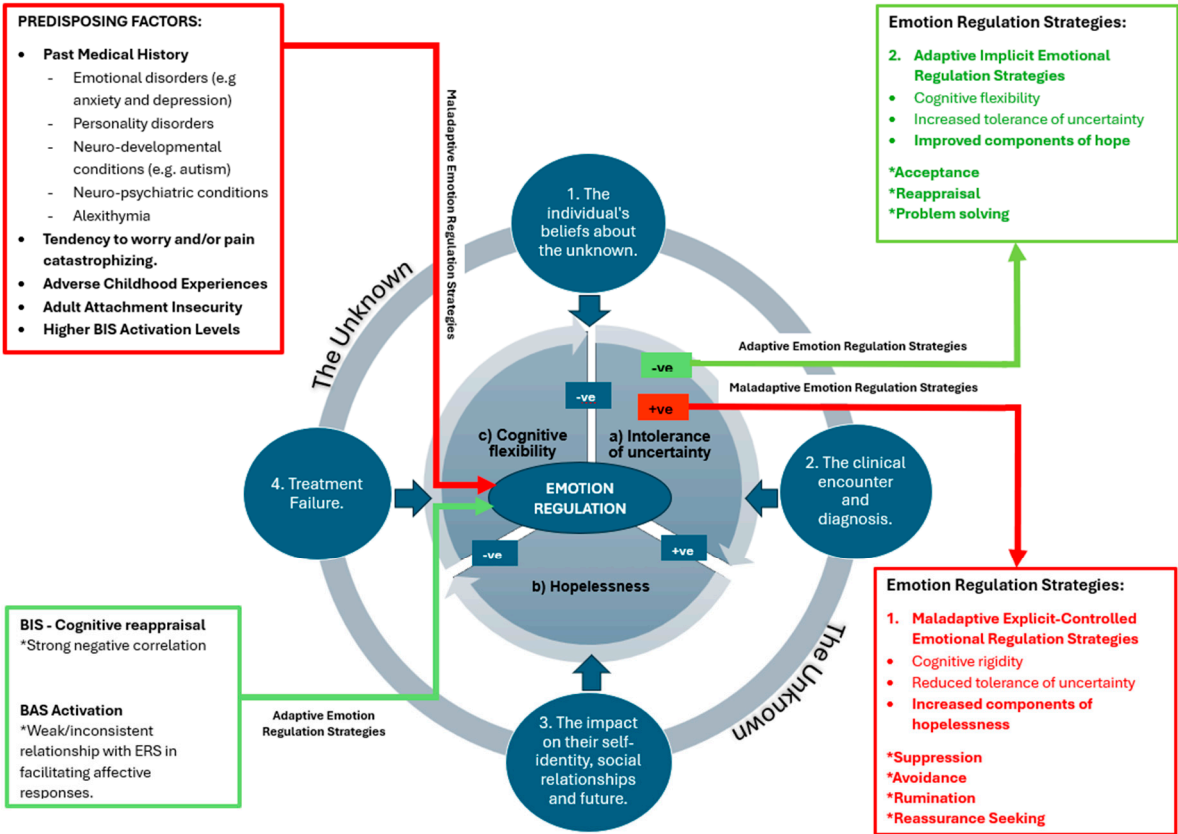 PREDISPOSING FACTORS:
• Past Medical History
- Emotional disorders (e.g
anxiety and depression)
- Personality disorders
- Neuro-developmental
conditions (e.g. autism)
- Neuro-psychiatric conditions
- Alexithymia
• Tendency to worry and/or pain
catastrophizing.
• Adverse Childhood Experiences
• Adult Attachment Insecurity
• Higher BIS Activation Levels
Maladaptive Emotion Regulation Strategies
Emotion Regulation Strategies:
2. Adaptive Implicit Emotional
Regulation Strategies
• Cognitive flexibility
• Increased tolerance of uncertainty
• Improved components of hope
*Acceptance
*Reappraisal
*Problem solving
1. The
individual's
beliefs about
the unknown.
The Unknown
Adaptive Emotion Regulation Strategies
-ve
Maladaptive Emotion Regulation Strategies
+ve
-ve
c) Cognitive
flexibility
a) Intolerance
of uncertainty
4. Treatment
Failure.
EMOTION
REGULATION
2. The clinical
encounter
and
diagnosis.
-ve
+ve
b) Hopelessness
The Unknown
3. The impact
on their self-
identity, social
relationships
and future.
BIS - Cognitive reappraisal
*Strong negative correlation
BAS Activation
*Weak/inconsistent
relationship with ERS in
facilitating affective
responses.
Adaptive Emotion
Regulation Strategies
Emotion Regulation Strategies:
1. Maladaptive Explicit-Controlled
Emotional Regulation Strategies
• Cognitive rigidity
• Reduced tolerance of uncertainty
• Increased components of
hopelessness
*Suppression
*Avoidance
*Rumination
*Reassurance Seeking